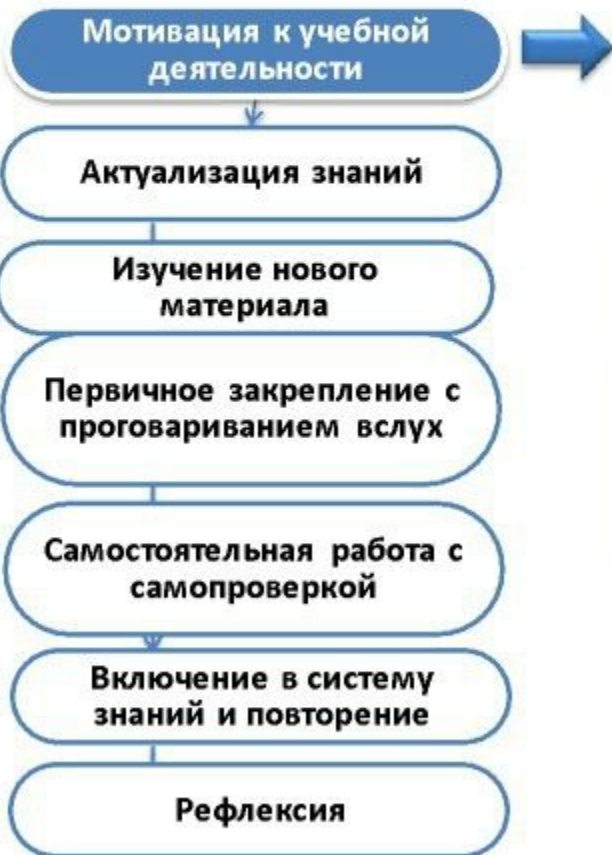 Мотивация к учебной
деятельности
Актуализация знаний
Изучение нового
материала
Первичное закрепление с
проговариванием вслух
Самостоятельная работа с
самопроверкой
Включение в систему
знаний и повторение
Рефлексия